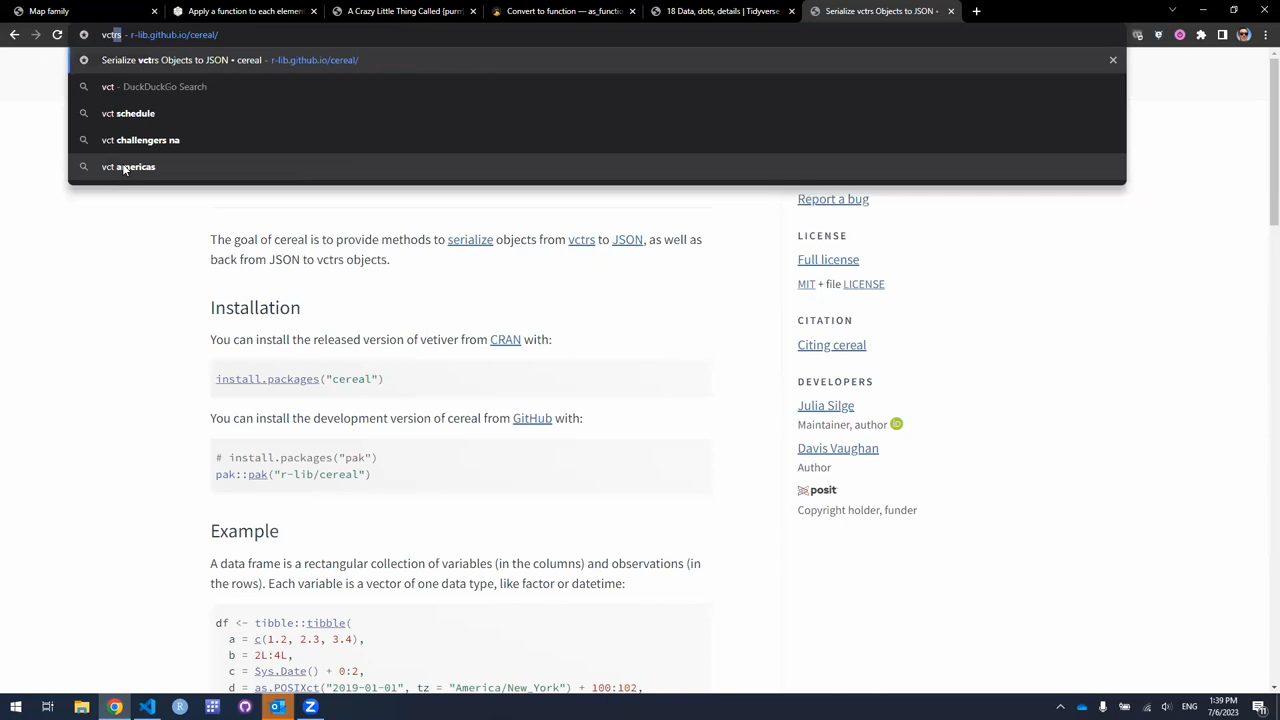 Map family
Apply a function to each element
A Crazy Little Thing Called {purrr
Convert to function — as_functio
18 Data, dots, details | Tidyverse
Serialize vctrs Objects to JSON •
vctrs - r-lib.github.io/cereal/
Serialize vctrs Objects to JSON • cereal - r-lib.github.io/cereal/
vct - DuckDuckGo Search
vct schedule
vct challengers na
vct americas
Report a bug
The goal of cereal is to provide methods to serialize objects from vctrs to JSON, as well as
back from JSON to vctrs objects.
LICENSE
Full license
MIT + file LICENSE
Installation
You can install the released version of vetiver from CRAN with:
install.packages("cereal")
You can install the development version of cereal from GitHub with:
# install.packages("pak")
pak::pak("r-lib/cereal")
CITATION
Citing cereal
DEVELOPERS
Julia Silge
Maintainer, author
Davis Vaughan
Author
posit
Copyright holder, funder
Example
A data frame is a rectangular collection of variables (in the columns) and observations (in
the rows). Each variable is a vector of one data type, like factor or datetime:
df <- tibble::tibble(
a = c(1.2, 2.3, 3.4),
b = 2L:4L,
c = Sys.Date() + 0:2,
d = as.POSIXct("2019-01-01", tz = "America/New_York") + 100:102,
ENG
1:39 PM
7/6/2023